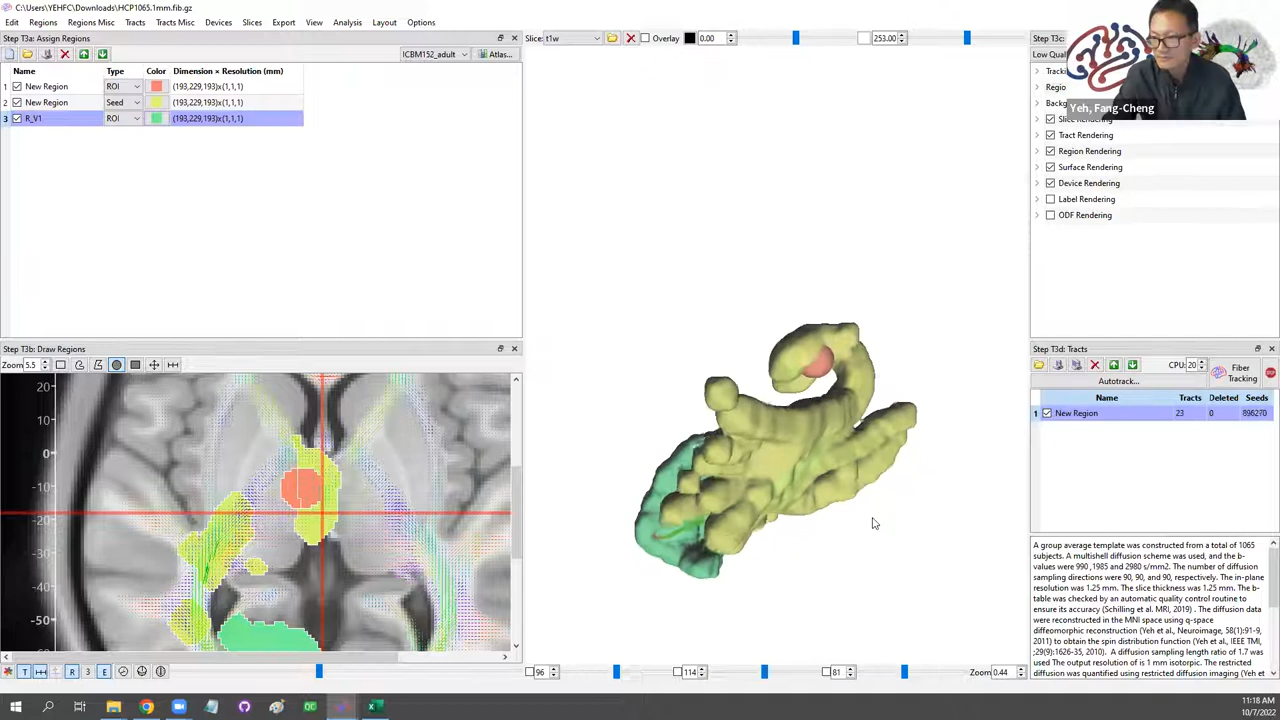 C:\Users\YEHFC\Downloads\HCP1065.1mm.fib.gz
Edit Regions Regions Misc Tracts Tracts Misc Devices Slices Export View Analysis Layout Options
Step T3a: Assign Regions
ICBM152_adult Atlas...
Name Type Color Dimension × Resolution (mm)
1 New Region ROI (193,229,193)x(1,1,1)
2 New Region Seed (193,229,193)x(1,1,1)
3 R_V1 ROI (193,229,193)x(1,1,1)
Slice: t1w Overlay 0.00 253.00
Step T3c:
Low Quali
Tracki
Regio
Backg
Yeh, Fang-Cheng
Slice Rendering
Tract Rendering
Region Rendering
Surface Rendering
Device Rendering
Label Rendering
ODF Rendering
Step T3b: Draw Regions
Zoom 5.5
20
10
0
-10
-20
-30
-40
-50
T R 3 E
96 114 81 Zoom 0.44
Step T3d: Tracts
CPU: 20 Fiber Tracking STOP
Autotrack...
Name Tracts Deleted Seeds
1 New Region 23 0 896270
A group average template was constructed from a total of 1065
subjects. A multishell diffusion scheme was used, and the b-
values were 990 ,1985 and 2980 s/mm2. The number of diffusion
sampling directions were 90, 90, and 90, respectively. The in-plane
resolution was 1.25 mm. The slice thickness was 1.25 mm. The b-
table was checked by an automatic quality control routine to
ensure its accuracy (Schilling et al. MRI, 2019) . The diffusion data
were reconstructed in the MNI space using q-space
diffeomorphic reconstruction (Yeh et al., Neuroimage, 58(1):91-9,
2011) to obtain the spin distribution function (Yeh et al., IEEE TMI,
;29(9):1626-35, 2010). A diffusion sampling length ratio of 1.7 was
used The output resolution of is 1 mm isotorpic. The restricted
diffusion was quantified using restricted diffusion imaging (Yeh et
QC
11:18 AM
10/7/2022